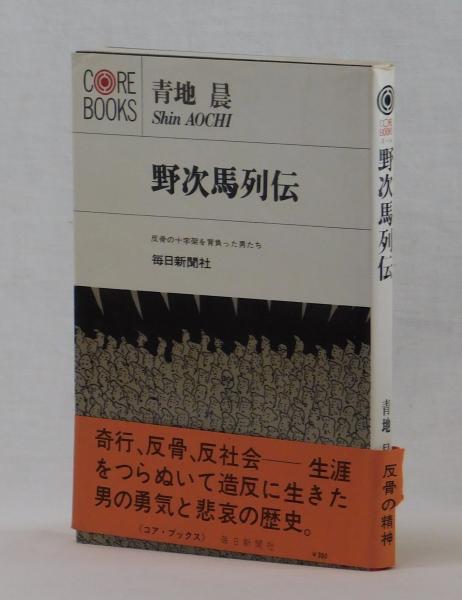 CORE
BOOKS
青地 晨
Shin AOCHI
野次馬列伝
反骨の十字架を背負った男たち
毎日新聞社
奇行、反骨、反社会——生涯
をつらぬいて造反に生きた
男の勇気と悲哀の歴史。
《コア・ブックス》 毎日新聞社
CORE
BOOKS
野次馬列伝
青地
反骨の精神